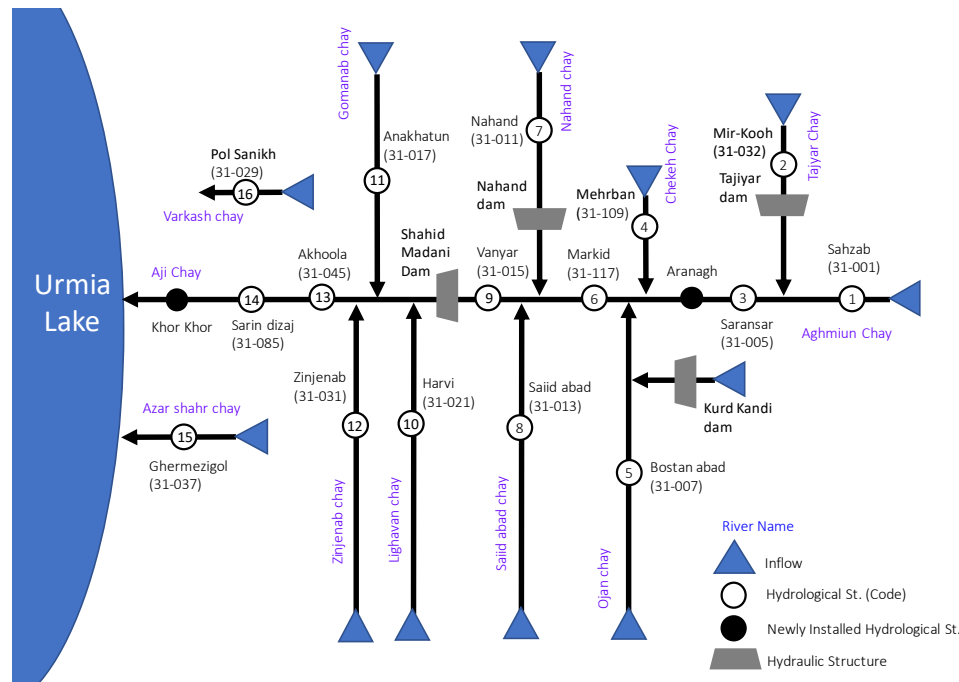 Gomanab chay
Nahand chay
Chekeh Chay
Tajyar Chay
Mir-Kooh
(31-032)
2
Tajiyar
dam
Nahand
(31-011)
7
Nahand
dam
Anakhatun
(31-017)
11
Pol Sanikh
(31-029)
16
Varkash chay
Mehrban
(31-109)
4
Shahid
Madani
Dam
Akhoola
(31-045)
13
Vanyar
(31-015)
9
Markid
(31-117)
6
Aranagh
Sahzab
(31-001)
1
Urmia
Lake
Aji Chay
Khor Khor
14
Sarin dizaj
(31-085)
3
Saransar
(31-005)
Aghmiun Chay
Zinjenab
(31-031)
12
Harvi
(31-021)
10
Saiid abad
(31-013)
8
Kurd Kandi
dam
Azar shahr chay
15
Ghermezigol
(31-037)
5
Bostan abad
(31-007)
Zinjenab chay
Lighavan chay
Saiid abad chay
Ojan chay
River Name
Inflow
Hydrological St. (Code)
Newly Installed Hydrological St.
Hydraulic Structure